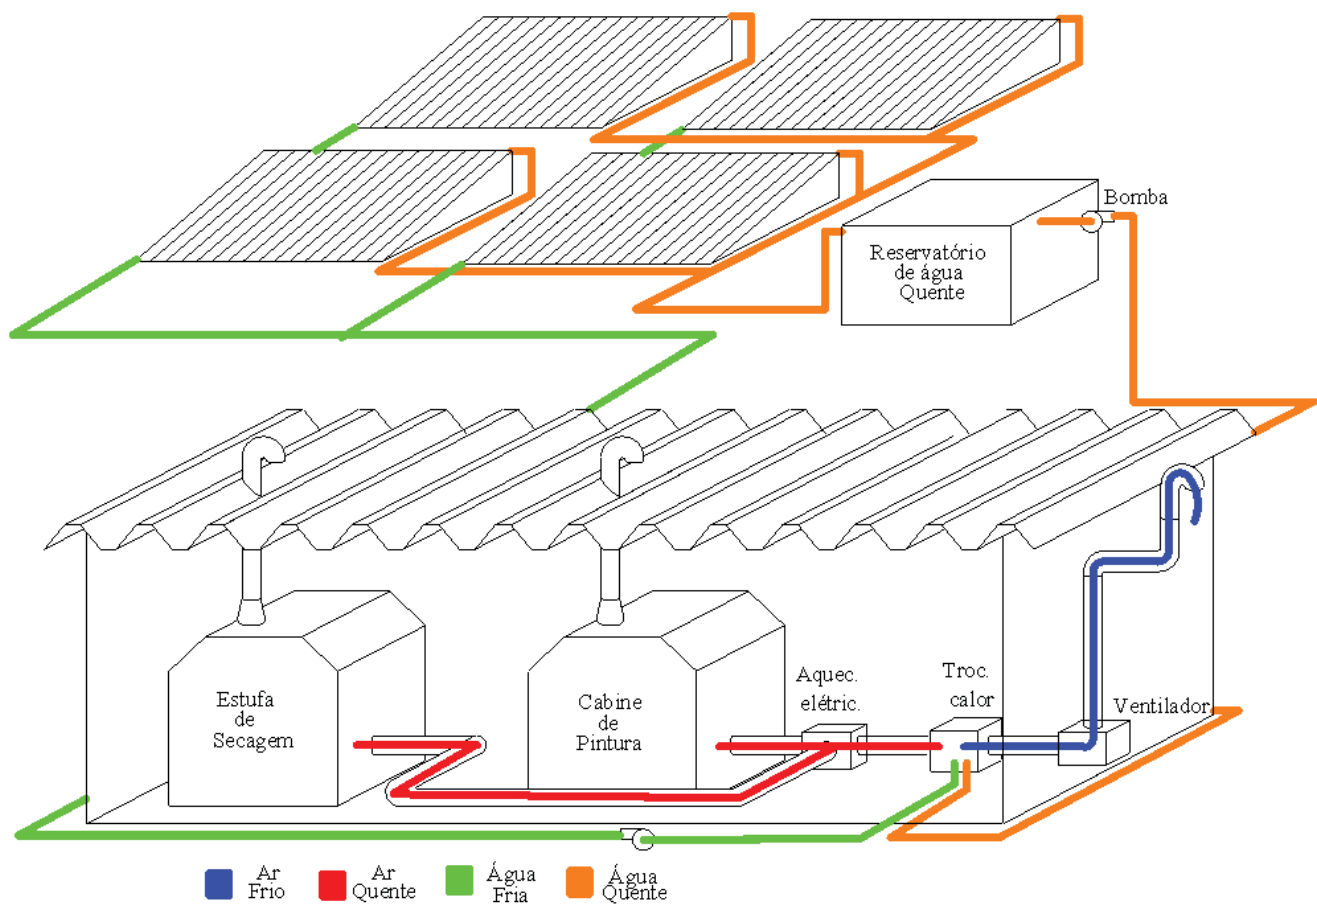 Bomba
Reservatório
de água
Quente
Aquec.
elétric.
Troc.
calor
Ventilador
Estufa
de
Secagem
Cabine
de
Pintura
Ar
Frio
Ar
Quente
Água
Fria
Água
Quente